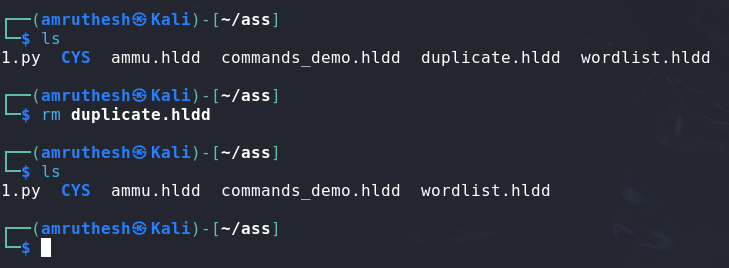 ┌──(amruthesh㉿Kali)-[~/ass]
└─$ ls
1.py  CYS  ammu.hldd  commands_demo.hldd  duplicate.hldd  wordlist.hldd
┌──(amruthesh㉿Kali)-[~/ass]
└─$ rm duplicate.hldd
┌──(amruthesh㉿Kali)-[~/ass]
└─$ ls
1.py  CYS  ammu.hldd  commands_demo.hldd  wordlist.hldd
┌──(amruthesh㉿Kali)-[~/ass]
└─$